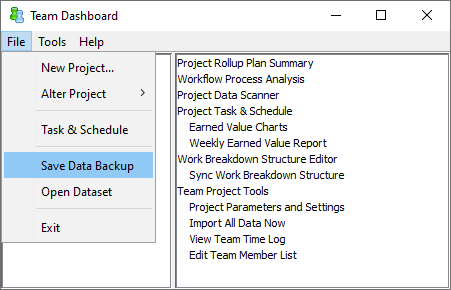 Team Dashboard
File Tools Help
New Project...
Alter Project
Task & Schedule
Save Data Backup
Open Dataset
Exit
Project Rollup Plan Summary
Workflow Process Analysis
Project Data Scanner
Project Task & Schedule
Earned Value Charts
Weekly Earned Value Report
Work Breakdown Structure Editor
Sync Work Breakdown Structure
Team Project Tools
Project Parameters and Settings
Import All Data Now
View Team Time Log
Edit Team Member List